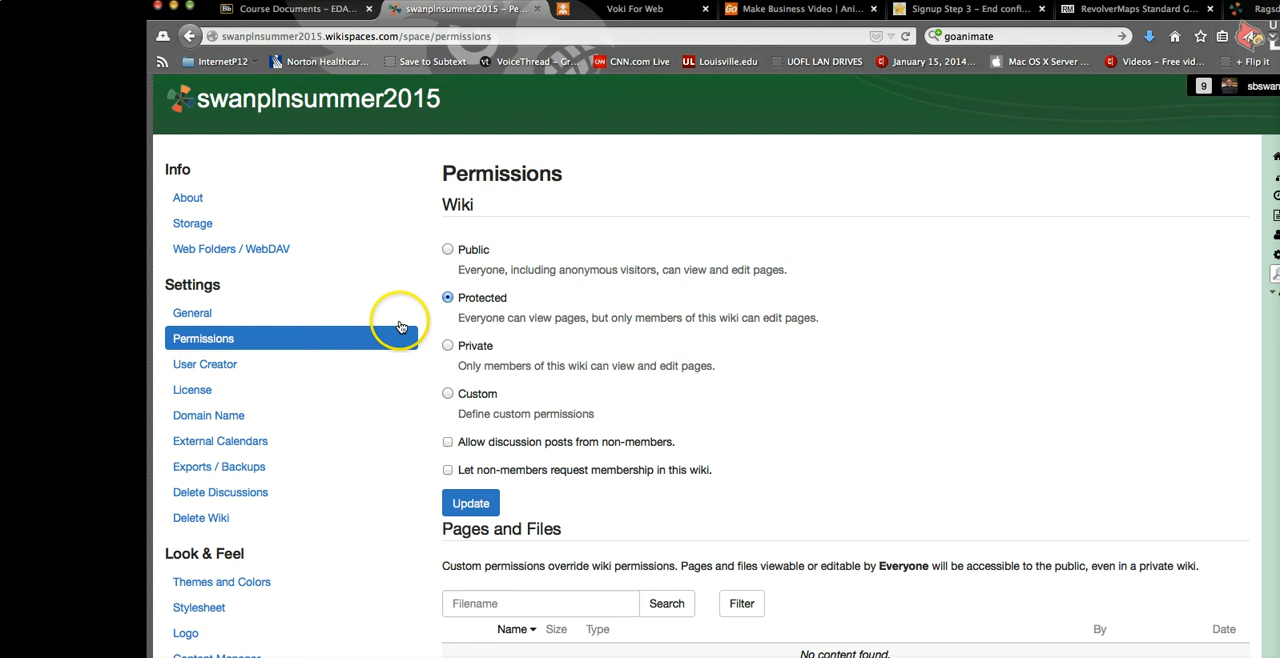 Course Documents – EDA... swanplnsummer2015 – Pe... Voki For Web Make Business Video | Ani... Signup Step 3 – End confi... RevolverMaps Standard G... Ragsd
swanplnsummer2015.wikispaces.com/space/permissions goanimate
InternetP12 Norton Healthcar... Save to Subtext VoiceThread – Gr... CNN.com Live Louisville.edu UOFL LAN DRIVES January 15, 2014... Mac OS X Server ... Videos – Free vid... + Flip it
swanplnsummer2015
9 sbswan
Info
About
Storage
Web Folders / WebDAV
Settings
General
Permissions
User Creator
License
Domain Name
External Calendars
Exports / Backups
Delete Discussions
Delete Wiki
Look & Feel
Themes and Colors
Stylesheet
Logo
Content Manager
Permissions
Wiki
Public
Everyone, including anonymous visitors, can view and edit pages.
Protected
Everyone can view pages, but only members of this wiki can edit pages.
Private
Only members of this wiki can view and edit pages.
Custom
Define custom permissions
Allow discussion posts from non-members.
Let non-members request membership in this wiki.
Update
Pages and Files
Custom permissions override wiki permissions. Pages and files viewable or editable by Everyone will be accessible to the public, even in a private wiki.
Filename Search Filter
Name Size Type By Date
No content found.